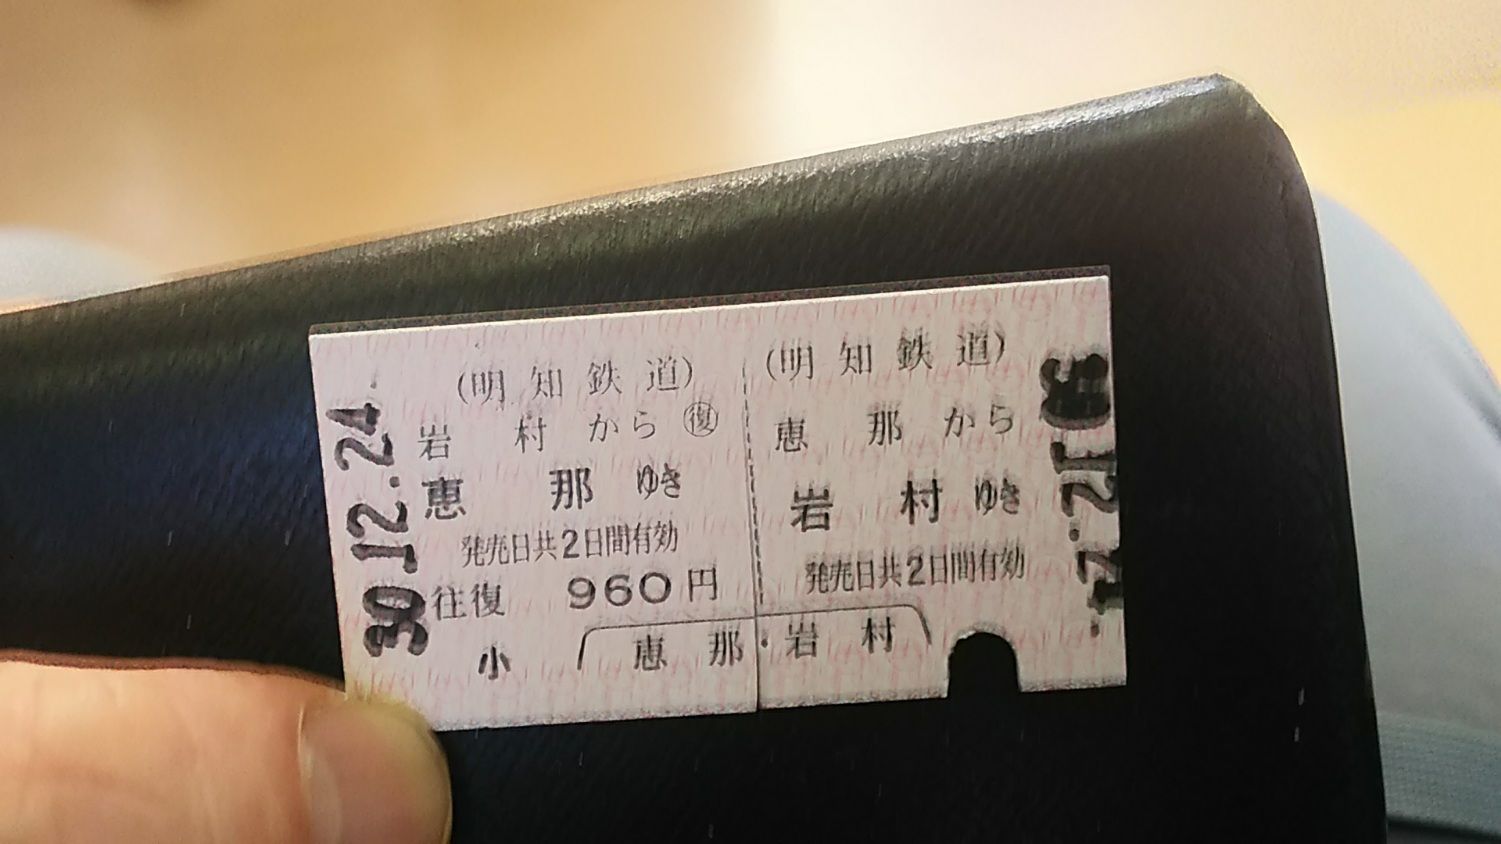 30.12.24.
(明知鉄道)
岩村から ㊝復
恵那ゆき
発売日共2日間有効
往復 960円
小
恵那・岩村
(明知鉄道)
恵那から
岩村ゆき
発売日共2日間有効
30.12.24.